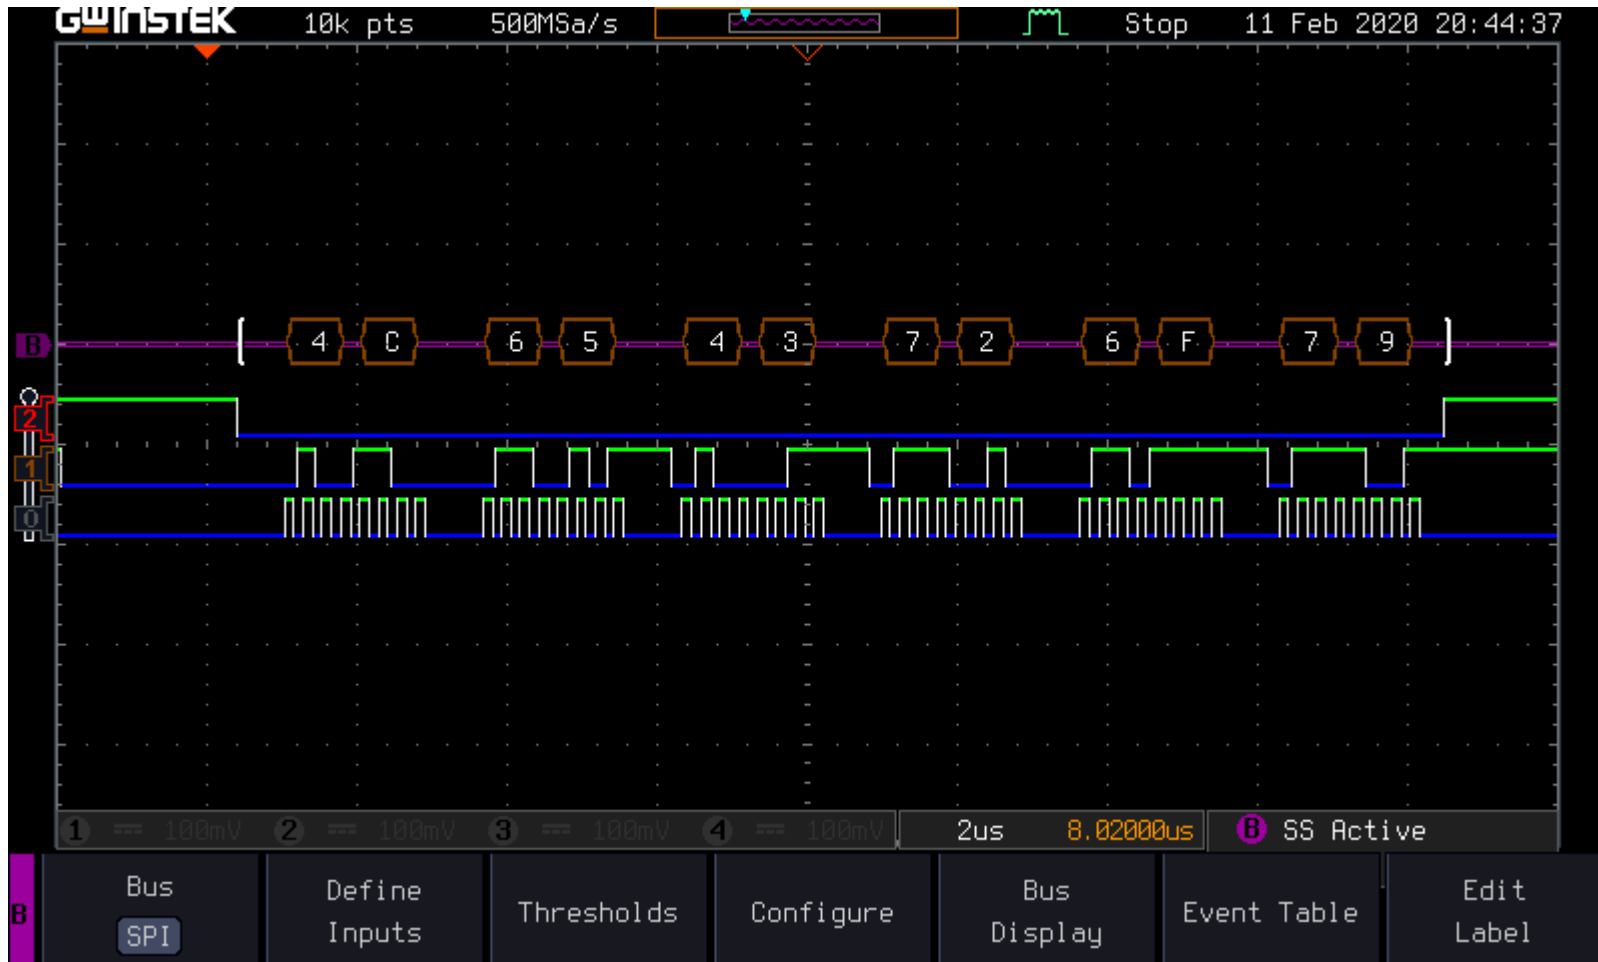 GWINSTEK 10k pts 500MSa/s Stop 11 Feb 2020 20:44:37
B 4 C 6 5 4 3 7 2 6 F 7 9
2
1
0
1 100mV 2 100mV 3 100mV 4 100mV 2us 8.02000us B SS Active
B
Bus
SPI
Define
Inputs
Thresholds
Configure
Bus
Display
Event Table
Edit
Label